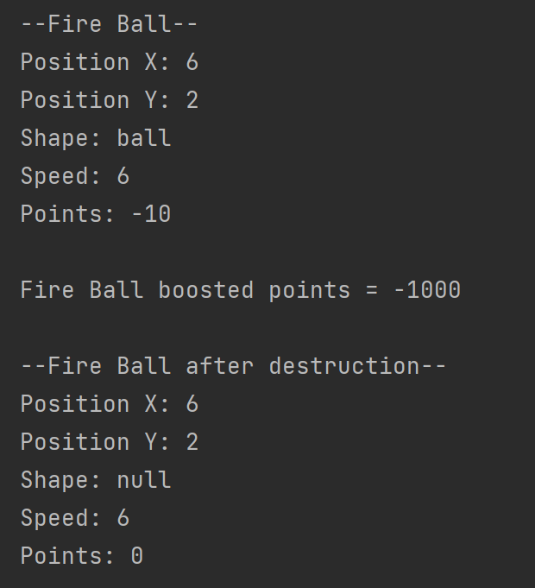 --Fire Ball--
Position X: 6
Position Y: 2
Shape: ball
Speed: 6
Points: -10
Fire Ball boosted points = -1000
--Fire Ball after destruction--
Position X: 6
Position Y: 2
Shape: null
Speed: 6
Points: 0